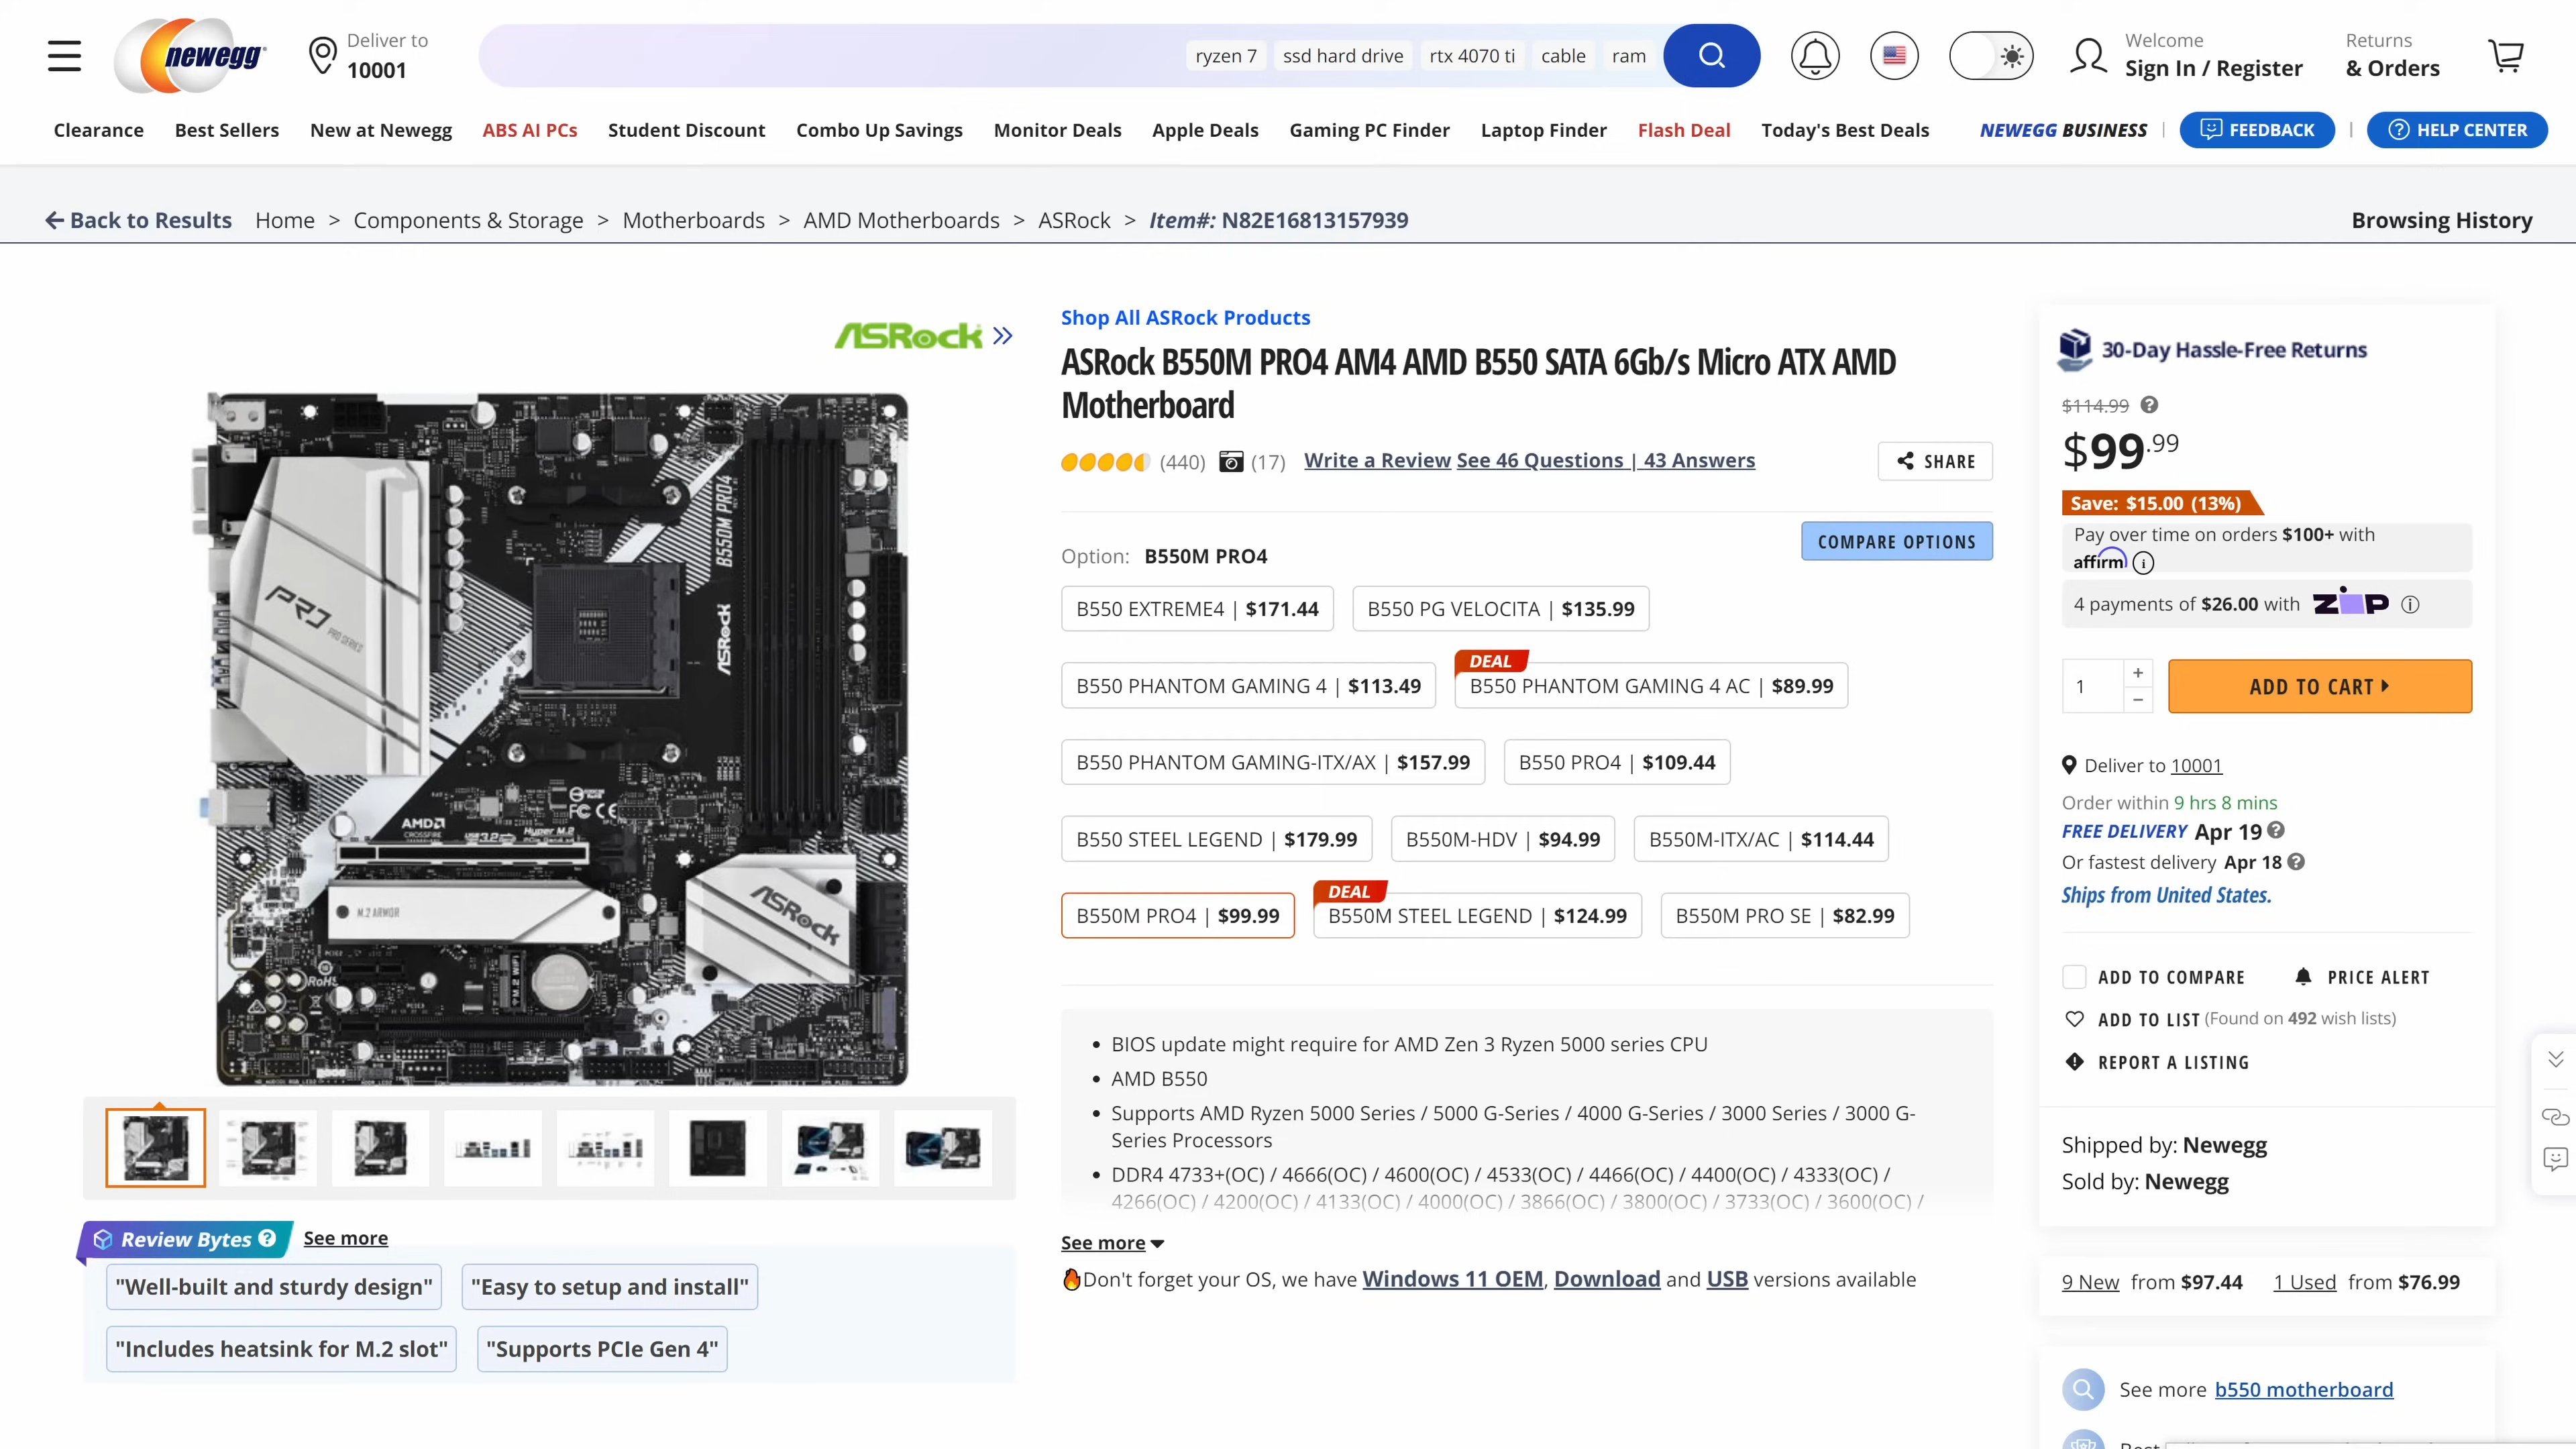 newegg
Deliver to
10001
ryzen 7
ssd hard drive
rtx 4070 ti
cable
ram
Welcome
Sign In / Register
Returns
& Orders
Clearance
Best Sellers
New at Newegg
ABS AI PCs
Student Discount
Combo Up Savings
Monitor Deals
Apple Deals
Gaming PC Finder
Laptop Finder
Flash Deal
Today's Best Deals
NEWEGG BUSINESS
FEEDBACK
HELP CENTER
Back to Results
Home > Components & Storage > Motherboards > AMD Motherboards > ASRock > Item#: N82E16813157939
Browsing History
ASRock
B550M PRO4
ASRock
PRO
PRO SERIES
AMD
CROSSFIRE
Hyper M.2
FC CE
M.2 ARMOR
ASRock
RoHS
M.2 WIFI
Review Bytes
See more
"Well-built and sturdy design"
"Easy to setup and install"
"Includes heatsink for M.2 slot"
"Supports PCIe Gen 4"
Shop All ASRock Products
ASRock B550M PRO4 AM4 AMD B550 SATA 6Gb/s Micro ATX AMD
Motherboard
(440)
(17)
Write a Review
See 46 Questions | 43 Answers
SHARE
COMPARE OPTIONS
Option: B550M PRO4
B550 EXTREME4 | $171.44
B550 PG VELOCITA | $135.99
B550 PHANTOM GAMING 4 | $113.49
DEAL
B550 PHANTOM GAMING 4 AC | $89.99
B550 PHANTOM GAMING-ITX/AX | $157.99
B550 PRO4 | $109.44
B550 STEEL LEGEND | $179.99
B550M-HDV | $94.99
B550M-ITX/AC | $114.44
B550M PRO4 | $99.99
DEAL
B550M STEEL LEGEND | $124.99
B550M PRO SE | $82.99
• BIOS update might require for AMD Zen 3 Ryzen 5000 series CPU
• AMD B550
• Supports AMD Ryzen 5000 Series / 5000 G-Series / 4000 G-Series / 3000 Series / 3000 G-
Series Processors
• DDR4 4733+(OC) / 4666(OC) / 4600(OC) / 4533(OC) / 4466(OC) / 4400(OC) / 4333(OC) /
4266(OC) / 4200(OC) / 4133(OC) / 4000(OC) / 3866(OC) / 3800(OC) / 3733(OC) / 3600(OC) /
See more
Don't forget your OS, we have Windows 11 OEM, Download and USB versions available
30-Day Hassle-Free Returns
$114.99
$99.99
Save: $15.00 (13%)
Pay over time on orders $100+ with
affirm
4 payments of $26.00 with ZIP
1
ADD TO CART
Deliver to 10001
Order within 9 hrs 8 mins
FREE DELIVERY Apr 19
Or fastest delivery Apr 18
Ships from United States.
ADD TO COMPARE
PRICE ALERT
ADD TO LIST (Found on 492 wish lists)
REPORT A LISTING
Shipped by: Newegg
Sold by: Newegg
9 New from $97.44
1 Used from $76.99
See more b550 motherboard